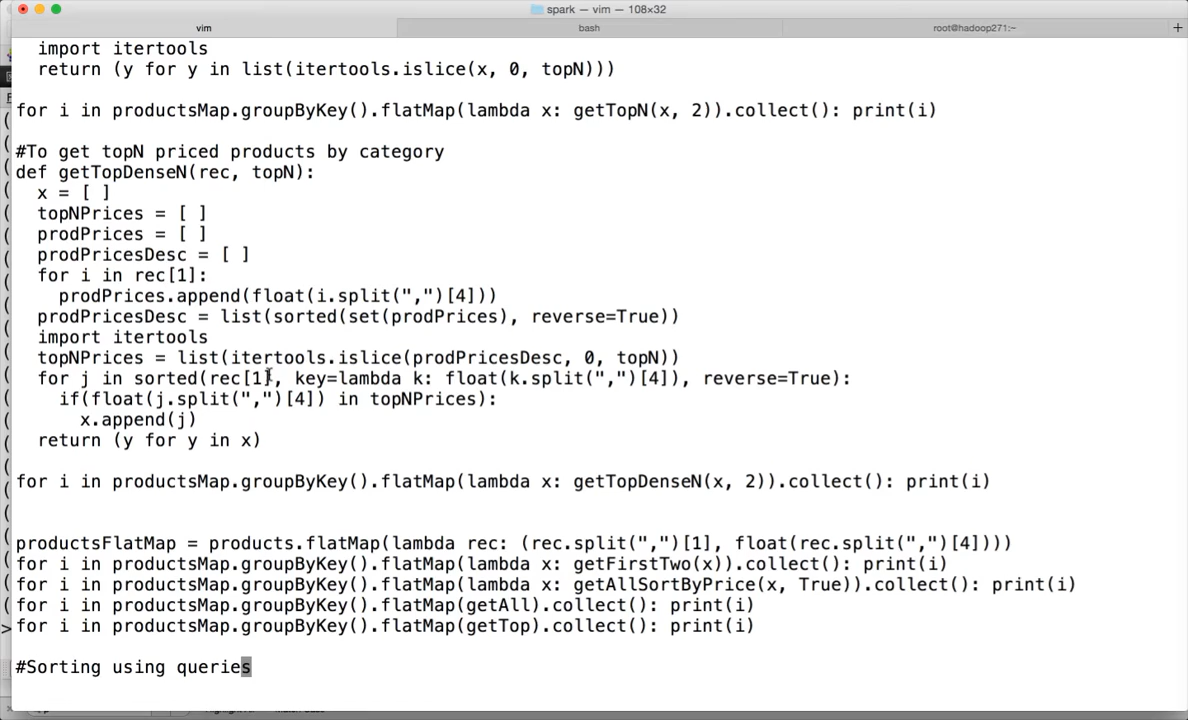 spark — vim — 108×32
vim bash root@hadoop271:~ +
  import itertools
  return (y for y in list(itertools.islice(x, 0, topN)))
for i in productsMap.groupByKey().flatMap(lambda x: getTopN(x, 2)).collect(): print(i)
#To get topN priced products by category
def getTopDenseN(rec, topN):
  x = [ ]
  topNPrices = [ ]
  prodPrices = [ ]
  prodPricesDesc = [ ]
  for i in rec[1]:
    prodPrices.append(float(i.split(",")[4]))
  prodPricesDesc = list(sorted(set(prodPrices), reverse=True))
  import itertools
  topNPrices = list(itertools.islice(prodPricesDesc, 0, topN))
  for j in sorted(rec[1], key=lambda k: float(k.split(",")[4]), reverse=True):
    if(float(j.split(",")[4]) in topNPrices):
      x.append(j)
  return (y for y in x)
for i in productsMap.groupByKey().flatMap(lambda x: getTopDenseN(x, 2)).collect(): print(i)
productsFlatMap = products.flatMap(lambda rec: (rec.split(",")[1], float(rec.split(",")[4])))
for i in productsMap.groupByKey().flatMap(lambda x: getFirstTwo(x)).collect(): print(i)
for i in productsMap.groupByKey().flatMap(lambda x: getAllSortByPrice(x, True)).collect(): print(i)
for i in productsMap.groupByKey().flatMap(getAll).collect(): print(i)
for i in productsMap.groupByKey().flatMap(getTop).collect(): print(i)
#Sorting using queries